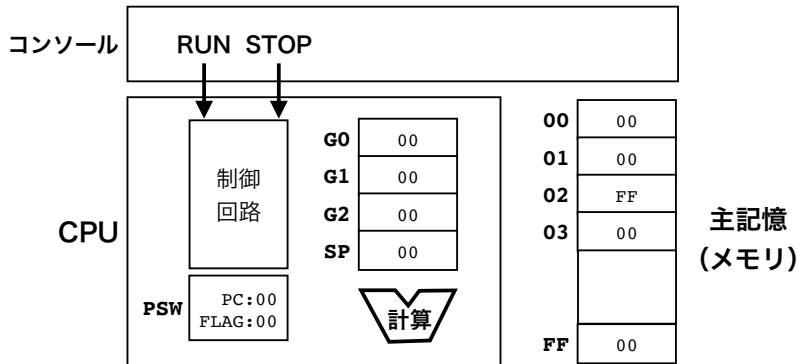 コンソール RUN STOP
CPU
制御
回路
PSW
PC:00
FLAG:00
G0 00
G1 00
G2 00
SP 00
計算
00 00
01 00
02 FF
03 00
FF 00
主記憶
(メモリ)